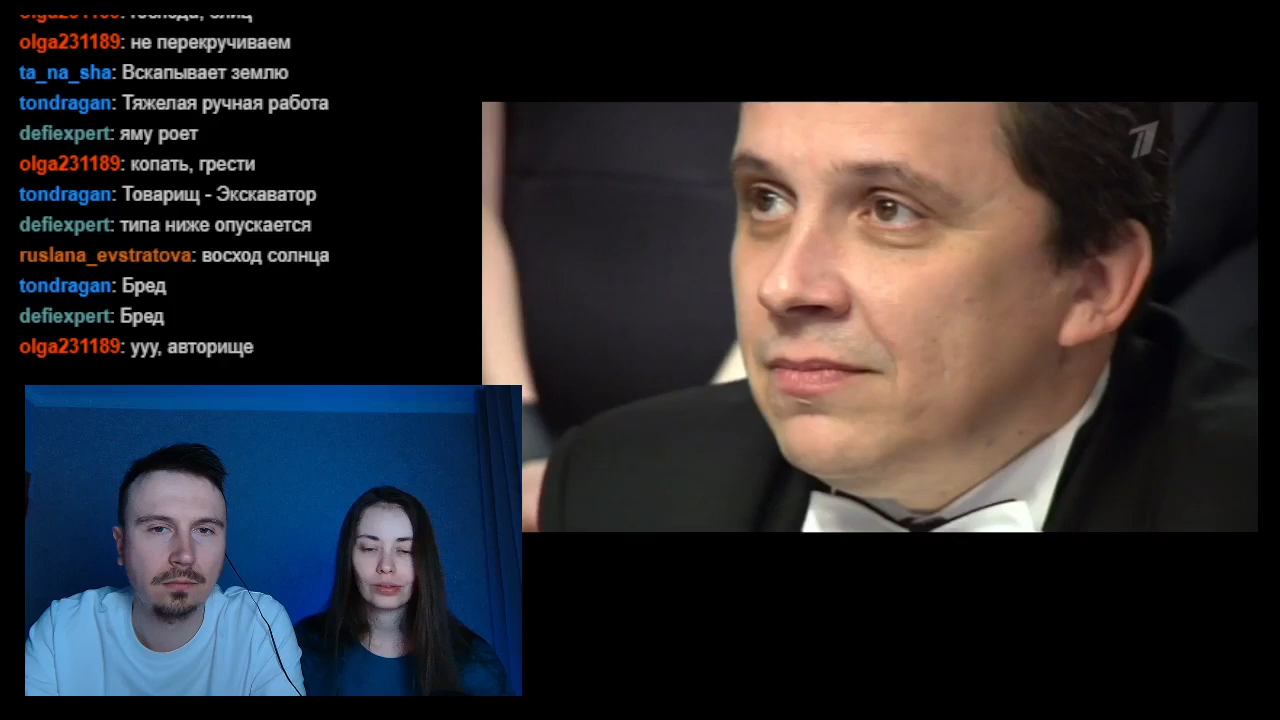 olga231189: не перекручиваем
ta_na_sha: Вскапывает землю
tondragan: Тяжелая ручная работа
defiexpert: яму роет
olga231189: копать, грести
tondragan: Товарищ - Экскаватор
defiexpert: типа ниже опускается
ruslana_evstratova: восход солнца
tondragan: Бред
defiexpert: Бред
olga231189: ууу, авторище